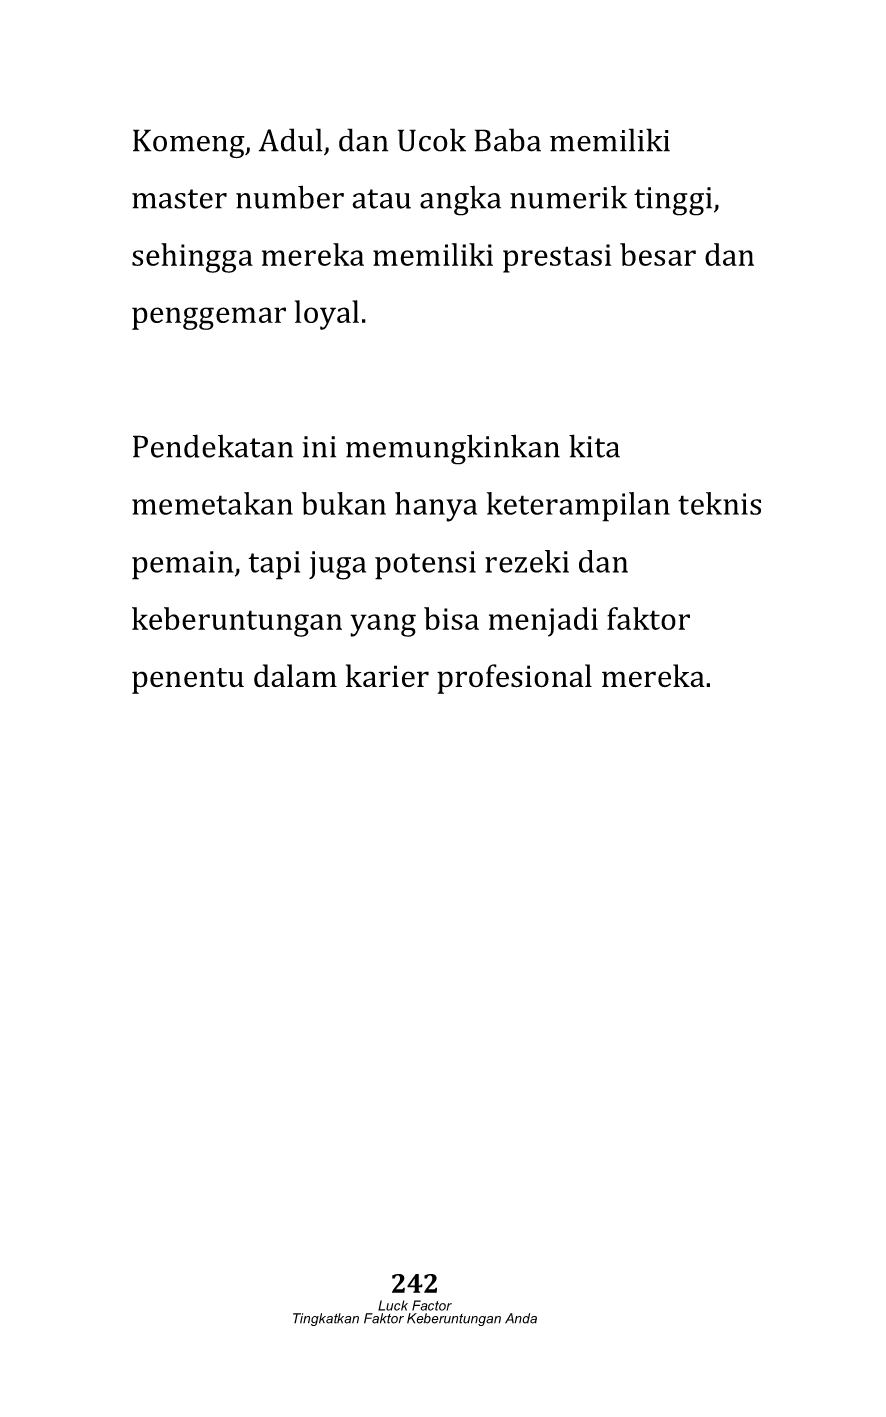 Komeng, Adul, dan Ucok Baba memiliki
master number atau angka numerik tinggi,
sehingga mereka memiliki prestasi besar dan
penggemar loyal.
Pendekatan ini memungkinkan kita
memetakan bukan hanya keterampilan teknis
pemain, tapi juga potensi rezeki dan
keberuntungan yang bisa menjadi faktor
penentu dalam karier profesional mereka.
242
Luck Factor
Tingkatkan Faktor Keberuntungan Anda